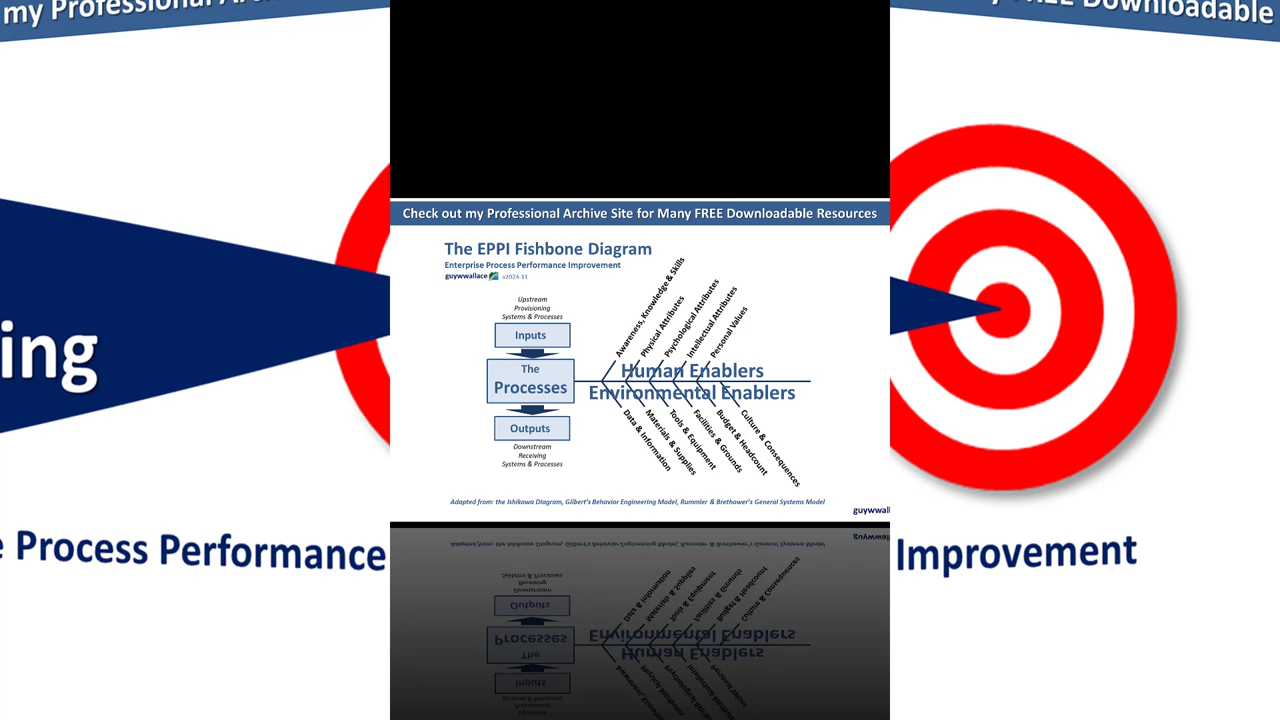 my Professional
FREE Downloadable
Check out my Professional Archive Site for Many FREE Downloadable Resources
The EPPI Fishbone Diagram
Enterprise Process Performance Improvement
guywwallace v2024-11
Upstream
Provisioning
Systems & Processes
Inputs
The
Processes
Outputs
Downstream
Receiving
Systems & Processes
Awareness, Knowledge & Skills
Physical Attributes
Psychological Attributes
Intellectual Attributes
Personal Values
Human Enablers
Environmental Enablers
Data & Information
Materials & Supplies
Tools & Equipment
Facilities & Grounds
Budget & Headcount
Culture & Consequences
Adapted from: the Ishikawa Diagram, Gilbert's Behavior Engineering Model, Rummler & Brethower's General Systems Model
guywwall
ing
Process Performance
Improvement